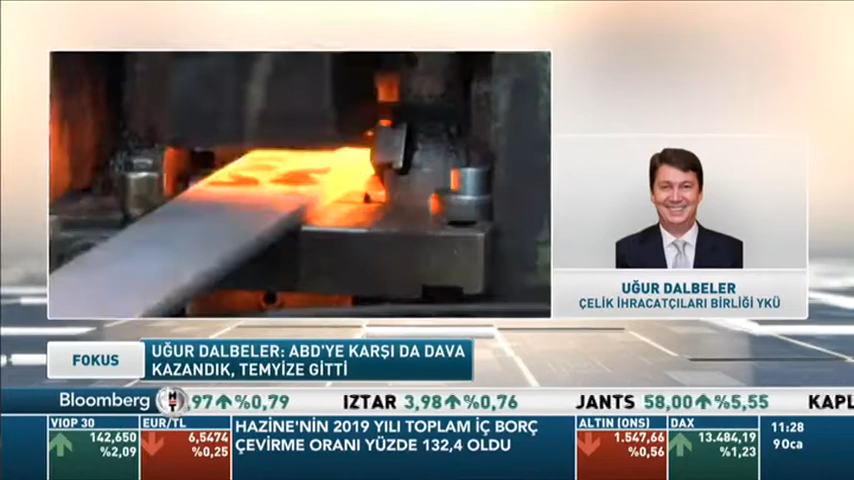 UĞUR DALBELER
ÇELİK İHRACATÇILARI BİRLİĞİ YKÜ
FOKUS
UĞUR DALBELER: ABD'YE KARŞI DA DAVA
KAZANDIK, TEMYİZE GİTTİ
Bloomberg HT ,97 %0,79 IZTAR 3,98 %0,76 JANTS 58,00 %5,55 KAPL
VIOP 30
142,650
%2,09
EUR/TL
6,5474
%0,25
HAZİNE'NİN 2019 YILI TOPLAM İÇ BORÇ
ÇEVİRME ORANI YÜZDE 132,4 OLDU
ALTIN (ONS)
1.547,66
%0,56
DAX
13.484,19
%1,23
11:28
90ca